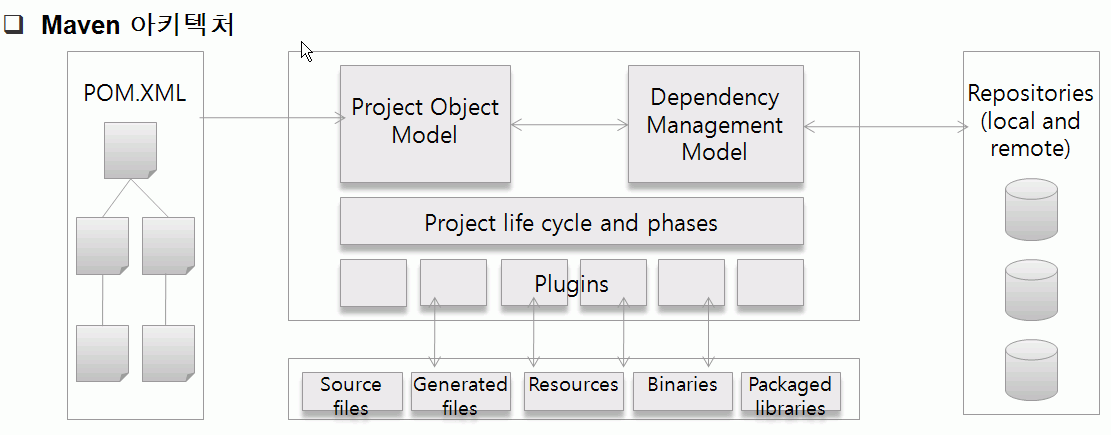 ❑ Maven 아키텍처
POM.XML
Project Object
Model
Dependency
Management
Model
Repositories
(local and
remote)
Project life cycle and phases
Plugins
Source
files
Generated
files
Resources
Binaries
Packaged
libraries